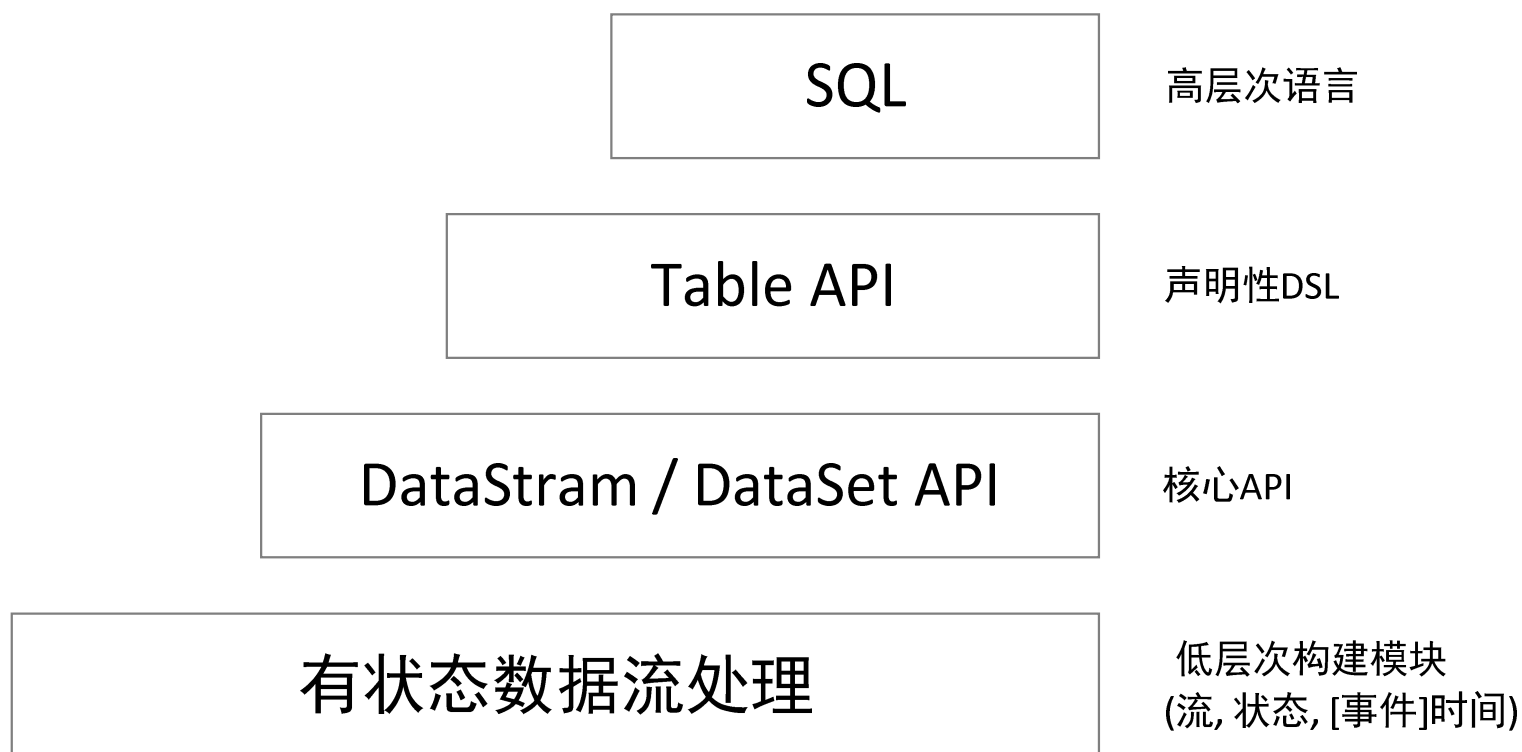 SQL
高层次语言
Table API
声明性DSL
DataStram / DataSet API
核心API
有状态数据流处理
低层次构建模块
(流, 状态, [事件]时间)